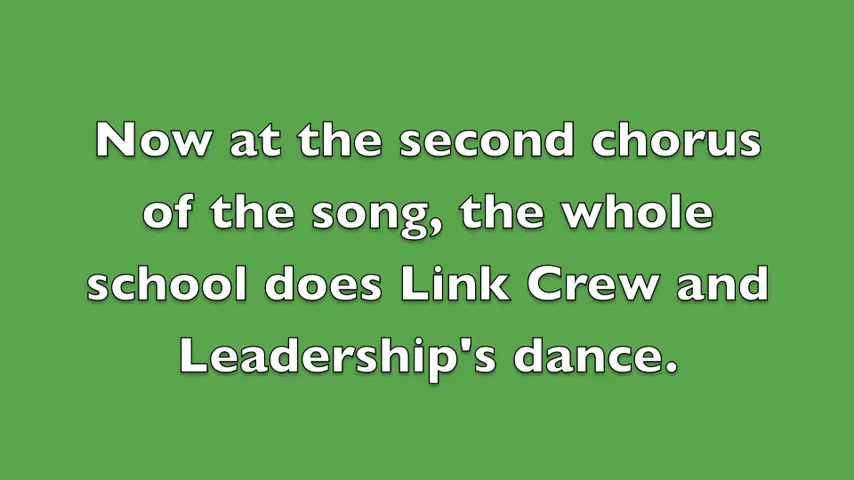 Now at the second chorus
of the song, the whole
school does Link Crew and
Leadership's dance.